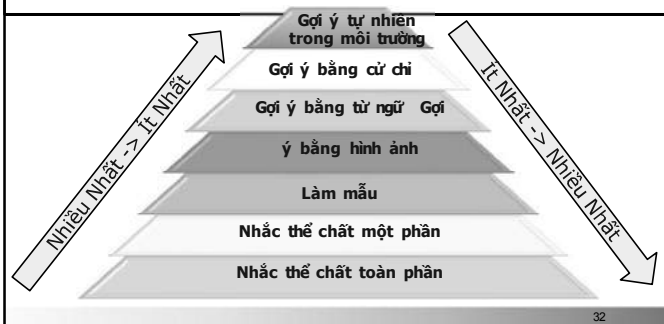 Gợi ý tự nhiên
trong môi trường
Gợi ý bằng cử chỉ
Gợi ý bằng từ ngữ Gợi
ý bằng hình ảnh
Làm mẫu
Nhắc thể chất một phần
Nhắc thể chất toàn phần
Nhiều Nhất -> Ít Nhất
Ít Nhất -> Nhiều Nhất
32